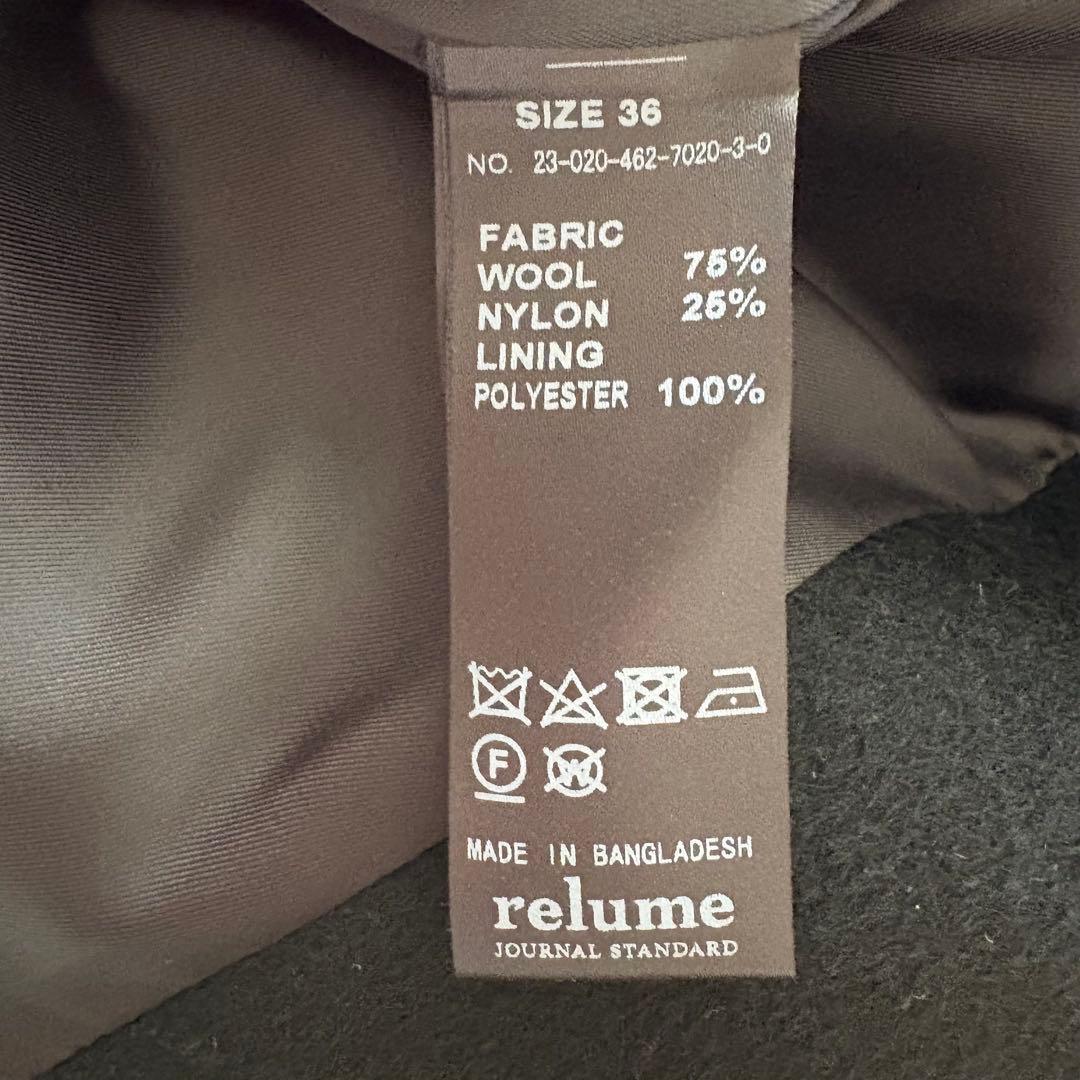 SIZE 36
NO. 23-020-462-7020-3-0
FABRIC
WOOL 75%
NYLON 25%
LINING
POLYESTER 100%
F W
MADE IN BANGLADESH
relume
JOURNAL STANDARD